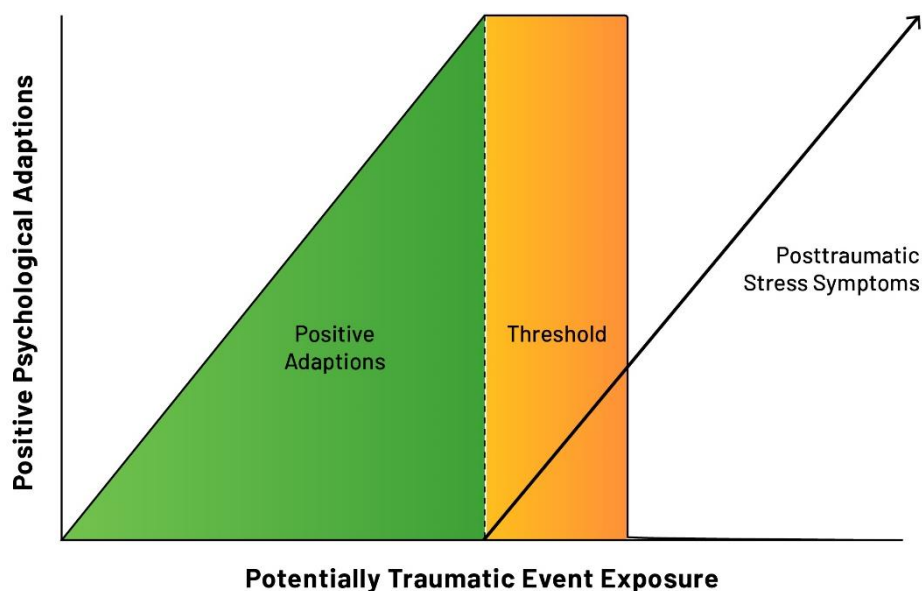 Positive Psychological Adaptions
Positive
Adaptions
Threshold
Posttraumatic
Stress Symptoms
Potentially Traumatic Event Exposure